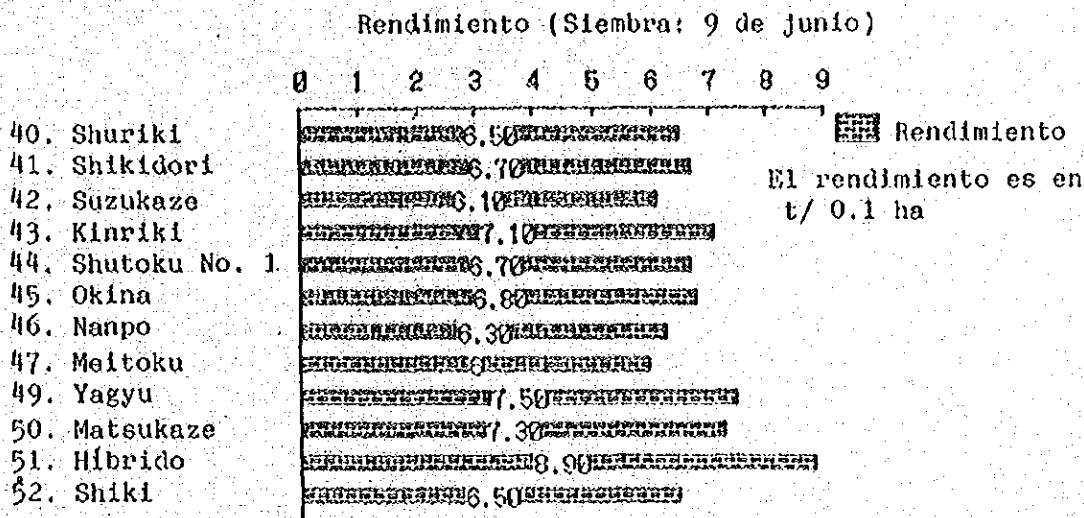 Rendimiento (Siembra: 9 de junio)
0 1 2 3 4 5 6 7 8 9
40. Shuriki 6.50
Rendimiento
41. Shikidori 6.70
El rendimiento es en
42. Suzukaze 6.10
t/ 0.1 ha
43. Kinriki 7.10
44. Shutoku No. 1 6.70
45. Okina 6.80
46. Nanpo 6.30
47. Meitoku 6
49. Yagyu 7.50
50. Matsukaze 7.30
51. Híbrido 8.90
52. Shiki 6.50